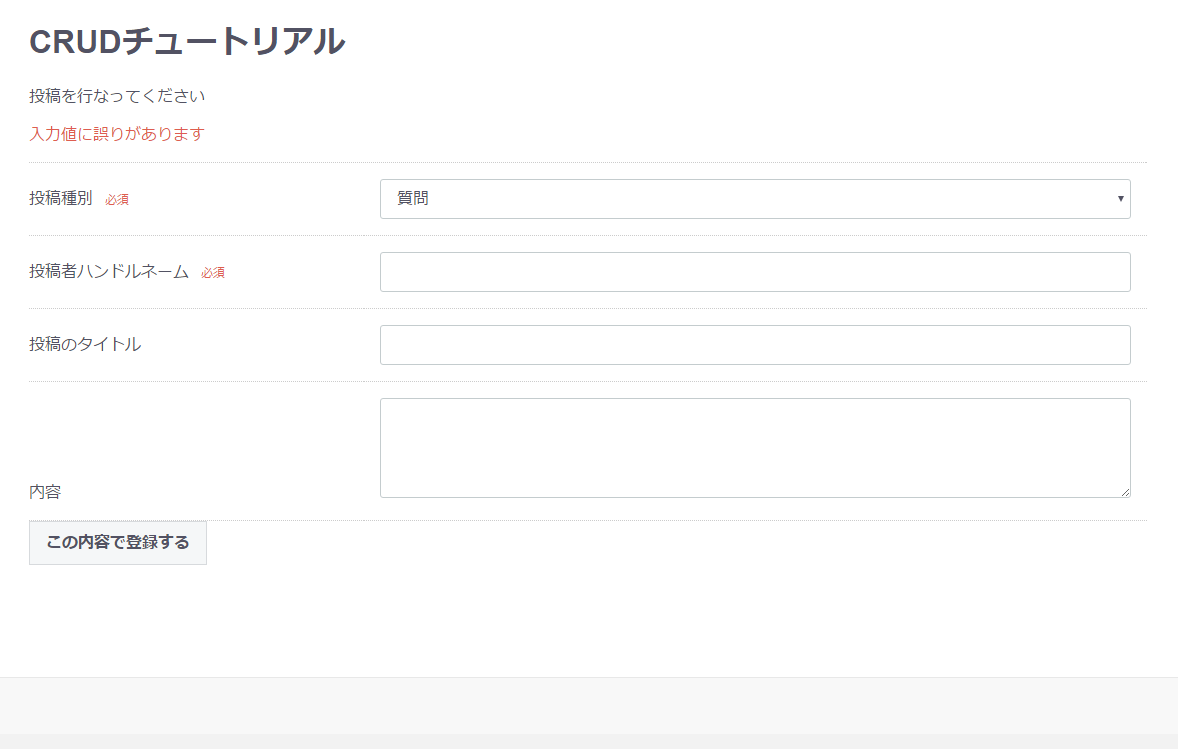 CRUDチュートリアル
投稿を行なってください
入力値に誤りがあります
投稿種別 必須
質問
投稿者ハンドルネーム 必須
投稿のタイトル
内容
この内容で登録する